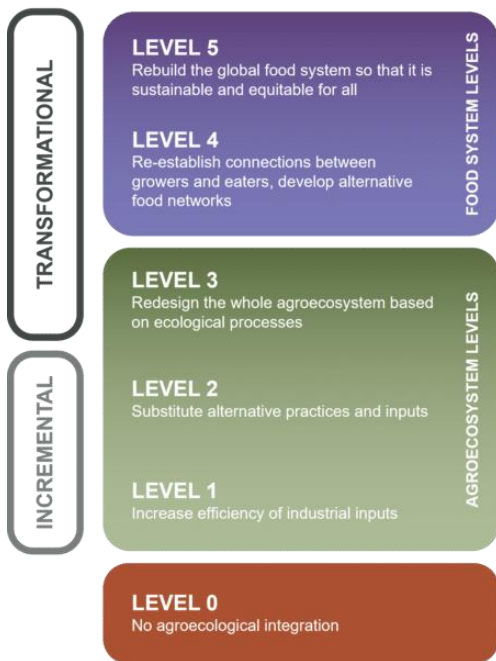 TRANSFORMATIONAL
LEVEL 5
Rebuild the global food system so that it is
sustainable and equitable for all
LEVEL 4
Re-establish connections between
growers and eaters, develop alternative
food networks
FOOD SYSTEM LEVELS
LEVEL 3
Redesign the whole agroecosystem based
on ecological processes
INCREMENTAL
LEVEL 2
Substitute alternative practices and inputs
LEVEL 1
Increase efficiency of industrial inputs
AGROECOSYSTEM LEVELS
LEVEL 0
No agroecological integration